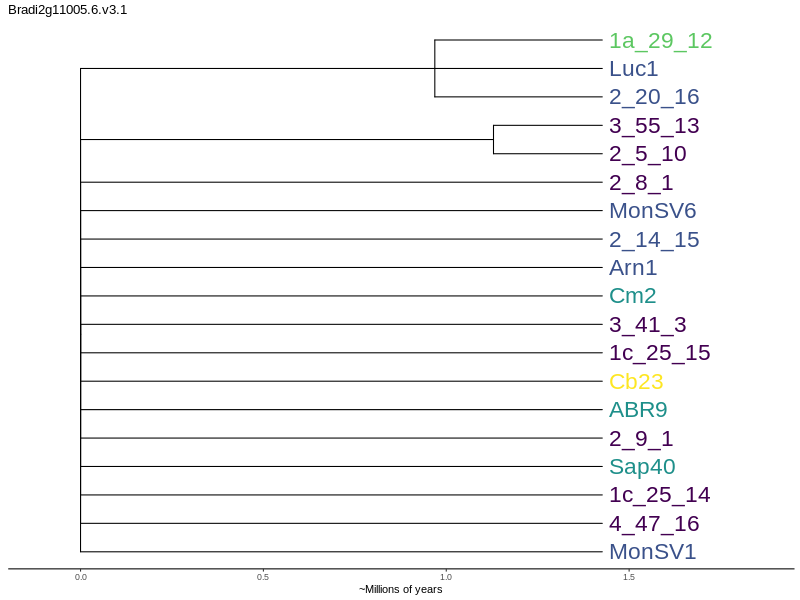 Bradi2g11005.6.v3.1
1a_29_12
Luc1
2_20_16
3_55_13
2_5_10
2_8_1
MonSV6
2_14_15
Arn1
Cm2
3_41_3
1c_25_15
Cb23
ABR9
2_9_1
Sap40
1c_25_14
4_47_16
MonSV1
0.0 0.5 1.0 1.5
~Millions of years